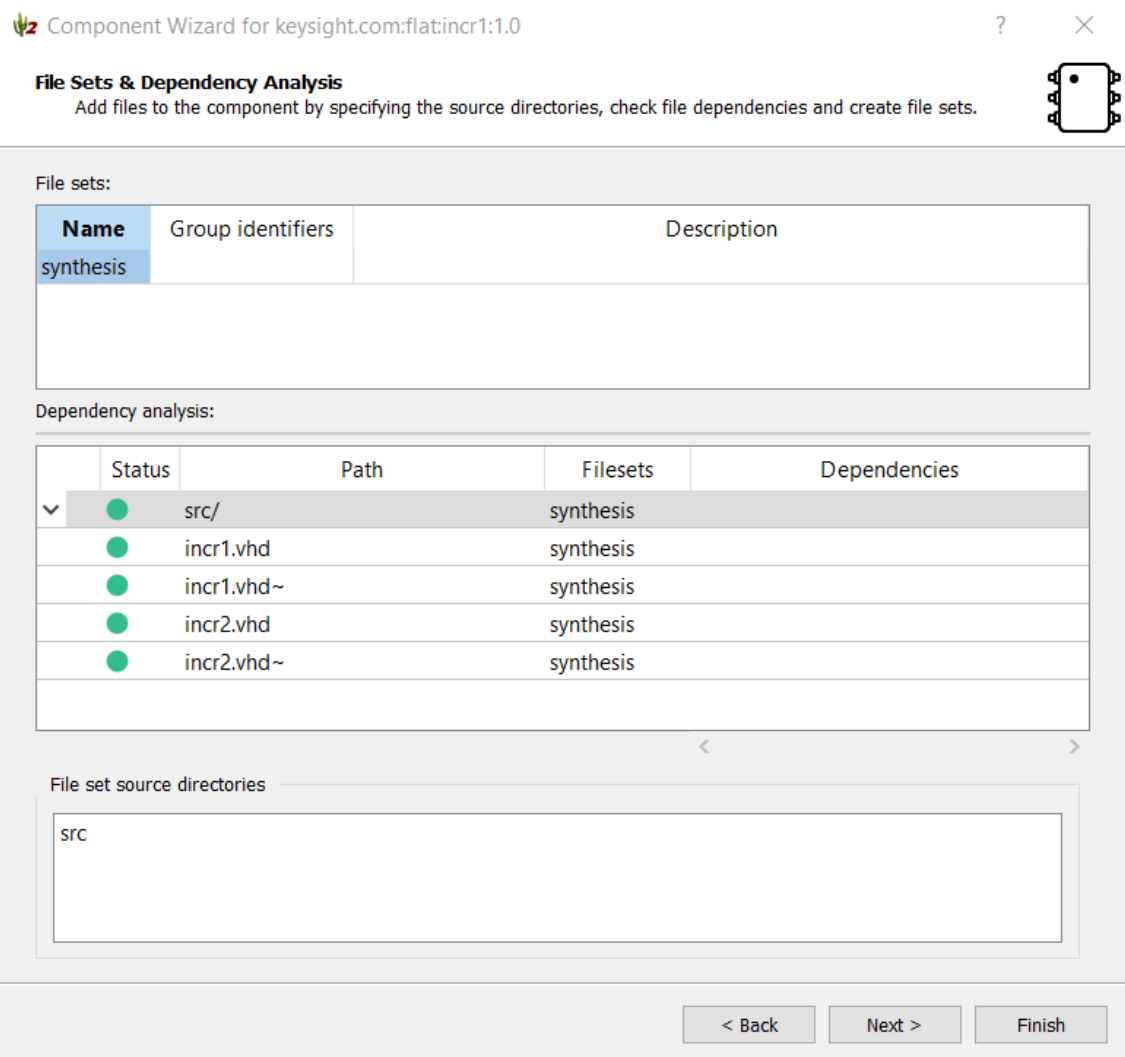 Component Wizard for keysight.com:flat:incr1:1.0 ?
File Sets & Dependency Analysis
Add files to the component by specifying the source directories, check file dependencies and create file sets.
File sets:
Name Group identifiers Description
synthesis
Dependency analysis:
Status Path Filesets Dependencies
src/ synthesis
incr1.vhd synthesis
incr1.vhd~ synthesis
incr2.vhd synthesis
incr2.vhd~ synthesis
File set source directories
src
< Back Next > Finish